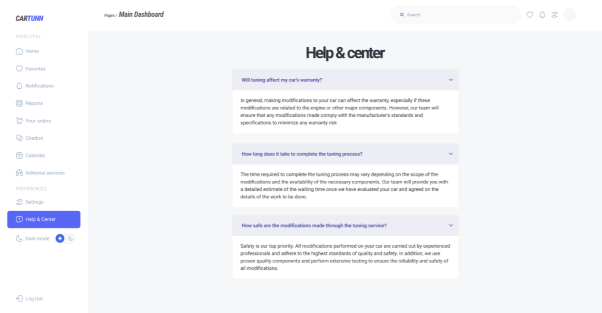 CARTUNN
Pages / Main Dashboard
Search
PRINCIPAL
Home
Favorites
Notifications
Reports
Your orders
Chatbot
Calendar
Aditional services
PREFERENCES
Settings
Help & Center
Dark mode
Log Out
Help & center
Will tuning affect my car's warranty?
In general, making modifications to your car can affect the warranty, especially if these
modifications are related to the engine or other major components. However, our team will
ensure that any modifications made comply with the manufacturer's standards and
specifications to minimize any warranty risk
How long does it take to complete the tuning process?
The time required to complete the tuning process may vary depending on the scope of the
modifications and the availability of the necessary components. Our team will provide you with
a detailed estimate of the waiting time once we have evaluated your car and agreed on the
details of the work to be done.
How safe are the modifications made through the tuning service?
Safety is our top priority. All modifications performed on your car are carried out by experienced
professionals and adhere to the highest standards of quality and safety. In addition, we use
proven quality components and perform extensive testing to ensure the reliability and safety of
all modifications.